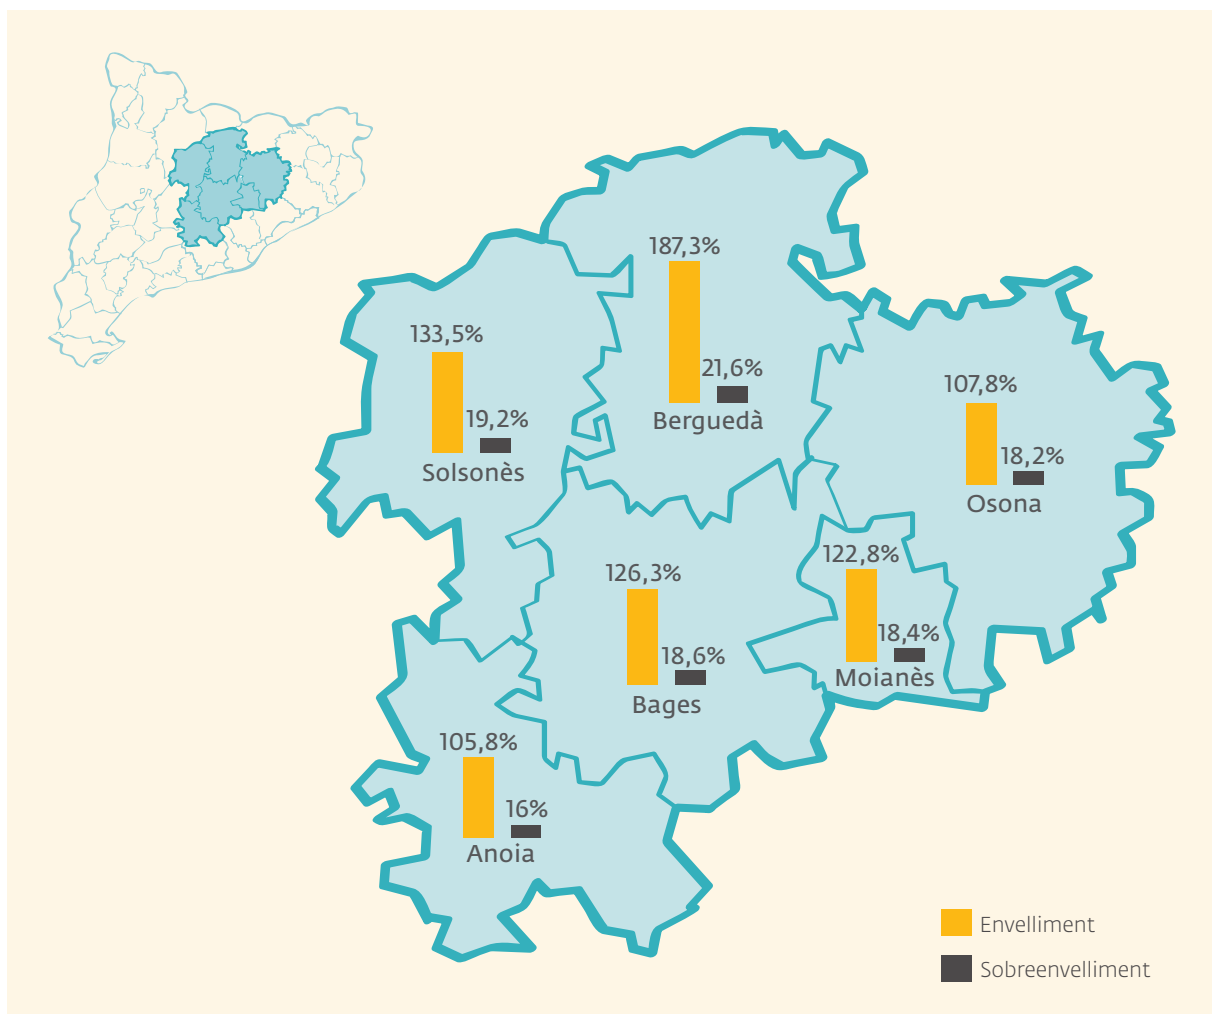 187,3%
21,6%
Berguedà
133,5%
19,2%
Solsonès
107,8%
18,2%
Osona
122,8%
18,4%
Moianès
126,3%
18,6%
Bages
105,8%
16%
Anoia
Envelliment
Sobreenvelliment